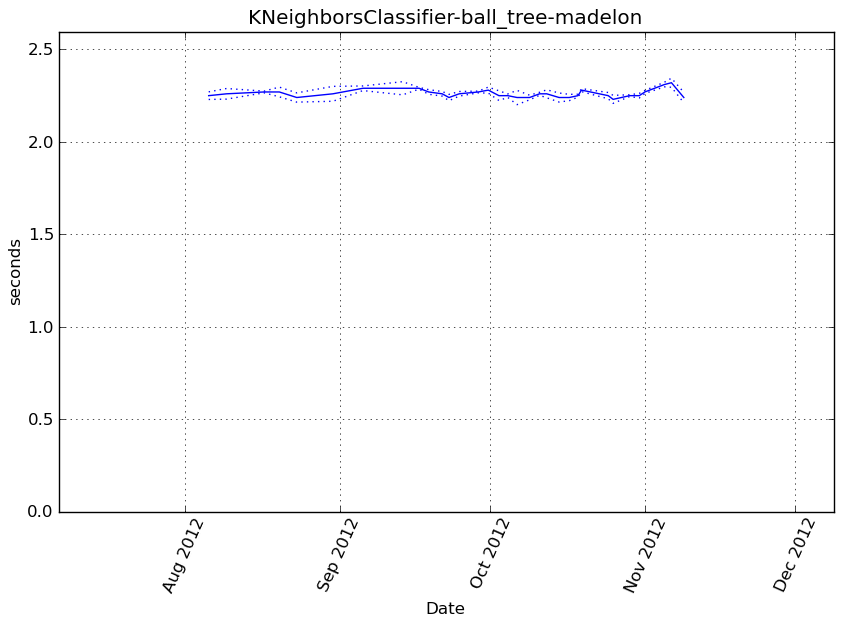 KNeighborsClassifier-ball_tree-madelon
2.5
2.0
1.5
1.0
0.5
0.0
seconds
Aug 2012
Sep 2012
Oct 2012
Nov 2012
Dec 2012
Date